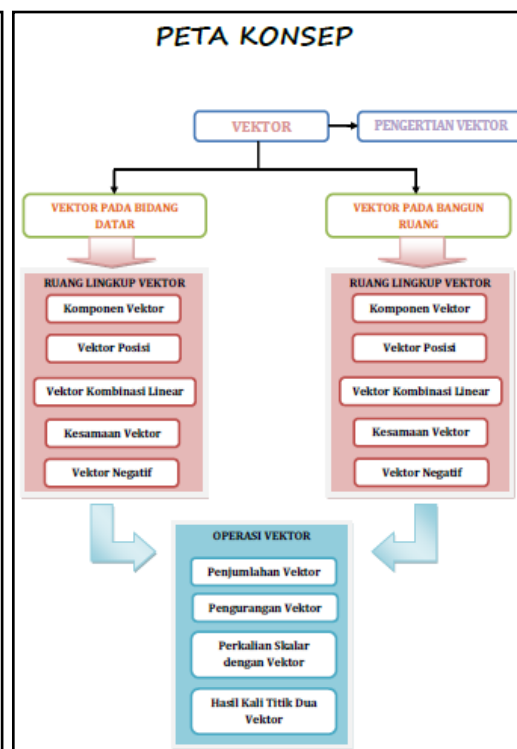 PETA KONSEP
VEKTOR
PENGERTIAN VEKTOR
VEKTOR PADA BIDANG
DATAR
VEKTOR PADA BANGUN
RUANG
RUANG LINGKUP VEKTOR
Komponen Vektor
Vektor Posisi
Vektor Kombinasi Linear
Kesamaan Vektor
Vektor Negatif
RUANG LINGKUP VEKTOR
Komponen Vektor
Vektor Posisi
Vektor Kombinasi Linear
Kesamaan Vektor
Vektor Negatif
OPERASI VEKTOR
Penjumlahan Vektor
Pengurangan Vektor
Perkalian Skalar
dengan Vektor
Hasil Kali Titik Dua
Vektor